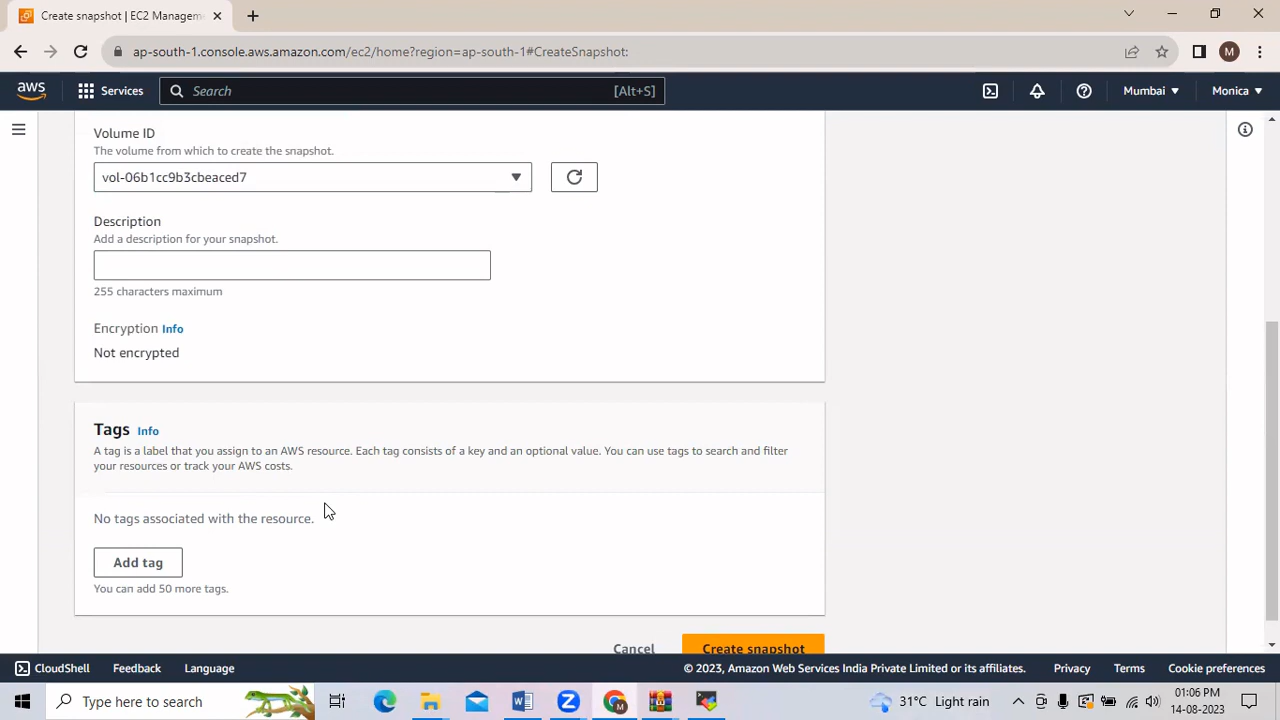 Create snapshot | EC2 Managem
ap-south-1.console.aws.amazon.com/ec2/home?region=ap-south-1#CreateSnapshot:
M
aws
Services
Search
[Alt+S]
Mumbai
Monica
Volume ID
The volume from which to create the snapshot.
vol-06b1cc9b3cbeaced7
Description
Add a description for your snapshot.
255 characters maximum
Encryption Info
Not encrypted
Tags Info
A tag is a label that you assign to an AWS resource. Each tag consists of a key and an optional value. You can use tags to search and filter
your resources or track your AWS costs.
No tags associated with the resource.
Add tag
You can add 50 more tags.
Cancel
Create snapshot
CloudShell
Feedback
Language
© 2023, Amazon Web Services India Private Limited or its affiliates.
Privacy
Terms
Cookie preferences
Type here to search
31°C Light rain
01:06 PM
14-08-2023